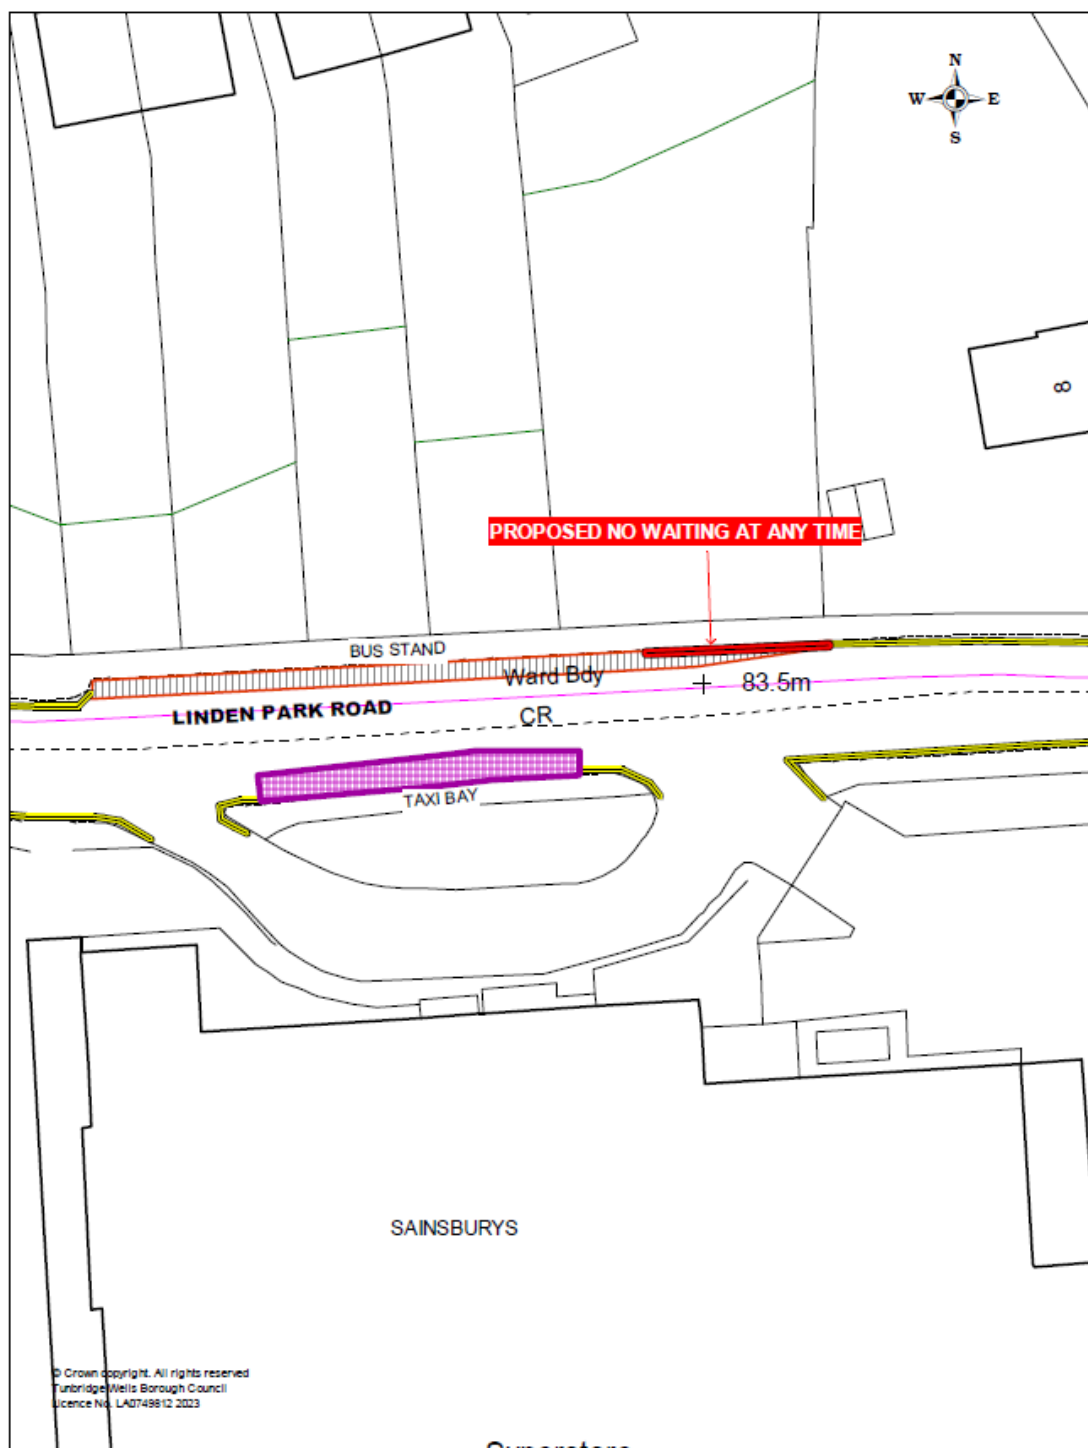 N
W E
S
8
PROPOSED NO WAITING AT ANY TIME
BUS STAND
Ward Bdy
83.5m
LINDEN PARK ROAD
CR
TAXI BAY
SAINSBURYS
© Crown copyright. All rights reserved
Tunbridge Wells Borough Council
Licence No. LA0749812 2023
Superstore